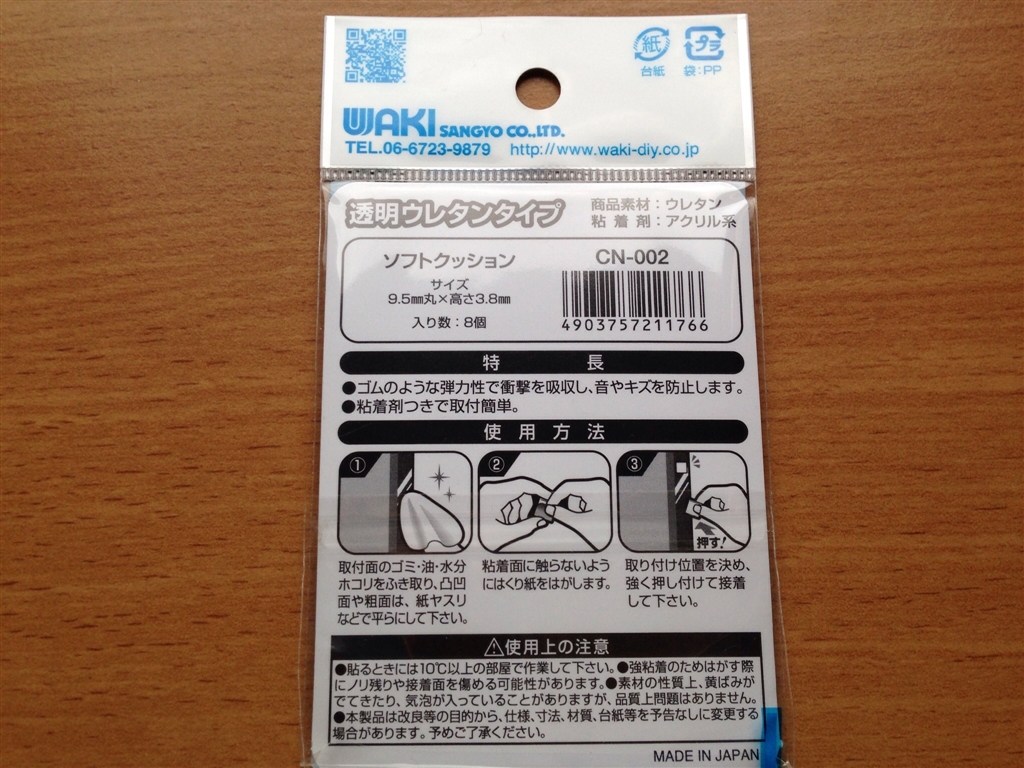 紙
プラ
台紙 袋:PP
WAKI SANGYO CO.,LTD.
TEL.06-6723-9879 http://www.waki-diy.co.jp
透明ウレタンタイプ
商品素材:ウレタン
粘着剤:アクリル系
ソフトクッション
サイズ
9.5㎜丸×高さ3.8㎜
入り数:8個
CN-002
4903757211766
特長
●ゴムのような弾力性で衝撃を吸収し、音やキズを防止します。
●粘着剤つきで取付簡単。
使用方法
①
取付面のゴミ・油・水分
ホコリをふき取り、凸凹
面や粗面は、紙ヤスリ
などで平らにして下さい。
②
粘着面に触らないよう
にはくり紙をはがします。
③
押す!
取り付け位置を決め、
強く押し付けて接着
して下さい。
⚠使用上の注意
●貼るときには10℃以上の部屋で作業して下さい。●強粘着のためはがす際
にノリ残りや接着面を傷める可能性があります。●素材の性質上、黄ばみが
でてきたり、気泡が入っていることがありますが、品質上問題はありません。
●本製品は改良等の目的から、仕様、寸法、材質、台紙等を予告なしに変更する
場合があります。予めご了承ください。
MADE IN JAPAN